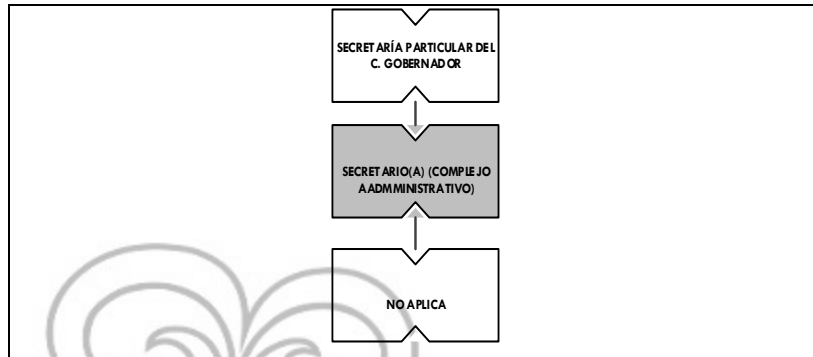 SECRETARÍA PARTICULAR DEL
C. GOBERNADOR
SECRETARIO(A) (COMPLEJO
AADMMINISTRATIVO)
NO APLICA